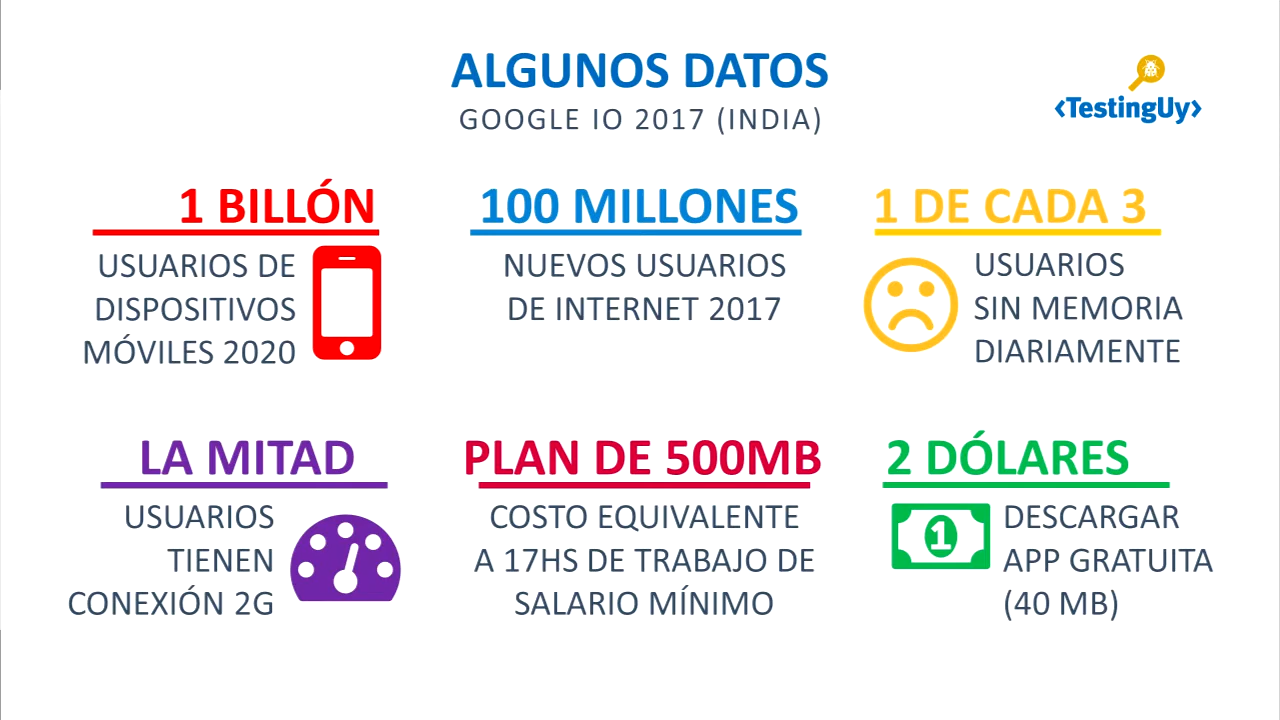 ALGUNOS DATOS
GOOGLE IO 2017 (INDIA)
<TestingUy>
1 BILLÓN
USUARIOS DE
DISPOSITIVOS
MÓVILES 2020
100 MILLONES
NUEVOS USUARIOS
DE INTERNET 2017
1 DE CADA 3
USUARIOS
SIN MEMORIA
DIARIAMENTE
LA MITAD
USUARIOS
TIENEN
CONEXIÓN 2G
PLAN DE 500MB
COSTO EQUIVALENTE
A 17HS DE TRABAJO DE
SALARIO MÍNIMO
2 DÓLARES
1
DESCARGAR
APP GRATUITA
(40 MB)